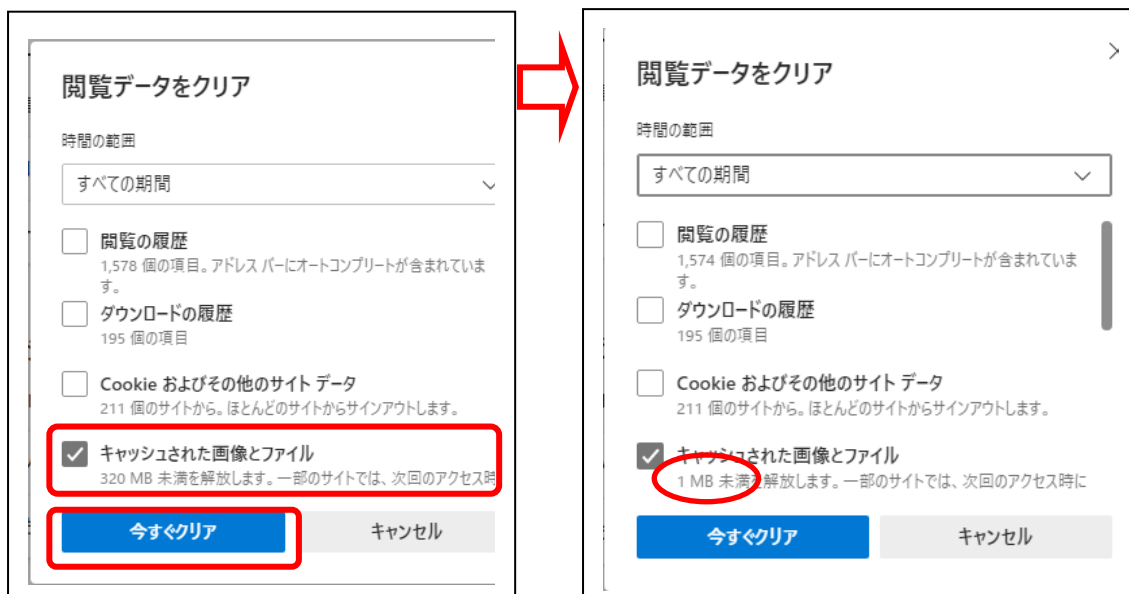 閲覧データをクリア
時間の範囲
すべての期間
閲覧の履歴
1,578 個の項目。アドレス バーにオートコンプリートが含まれていま
す。
ダウンロードの履歴
195 個の項目
Cookie およびその他のサイト データ
211 個のサイトから。ほとんどのサイトからサインアウトします。
キャッシュされた画像とファイル
320 MB 未満を解放します。一部のサイトでは、次回のアクセス時
今すぐクリア
キャンセル
閲覧データをクリア
時間の範囲
すべての期間
閲覧の履歴
1,574 個の項目。アドレス バーにオートコンプリートが含まれていま
す。
ダウンロードの履歴
195 個の項目
Cookie およびその他のサイト データ
211 個のサイトから。ほとんどのサイトからサインアウトします。
キャッシュされた画像とファイル
1 MB 未満を解放します。一部のサイトでは、次回のアクセス時に
今すぐクリア
キャンセル